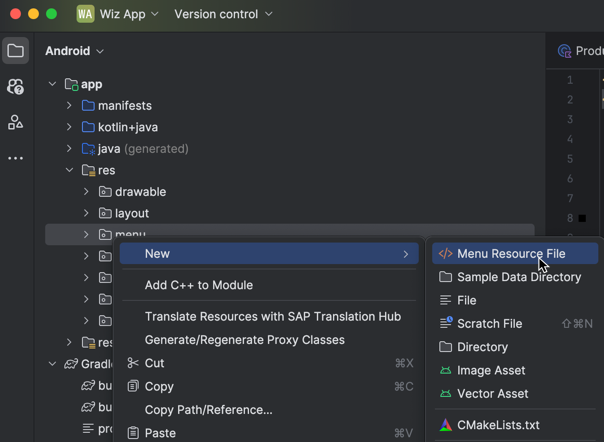 WA Wiz App Version control
Android
Produ
app
manifests
kotlin+java
java (generated)
res
drawable
layout
menu
1
2
3
4
5
6
7
8
New
Add C++ to Module
Translate Resources with SAP Translation Hub
Generate/Regenerate Proxy Classes
Cut ⌘X
Copy ⌘C
Copy Path/Reference...
Paste ⌘V
Menu Resource File
Sample Data Directory
File
Scratch File ⇧⌘N
Directory
Image Asset
Vector Asset
CMakeLists.txt
res
Gradle
bu
bu
pro